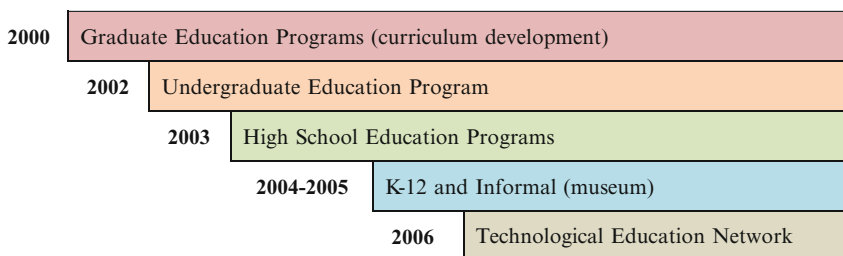 2000 Graduate Education Programs (curriculum development)
2002 Undergraduate Education Program
2003 High School Education Programs
2004-2005 K-12 and Informal (museum)
2006 Technological Education Network